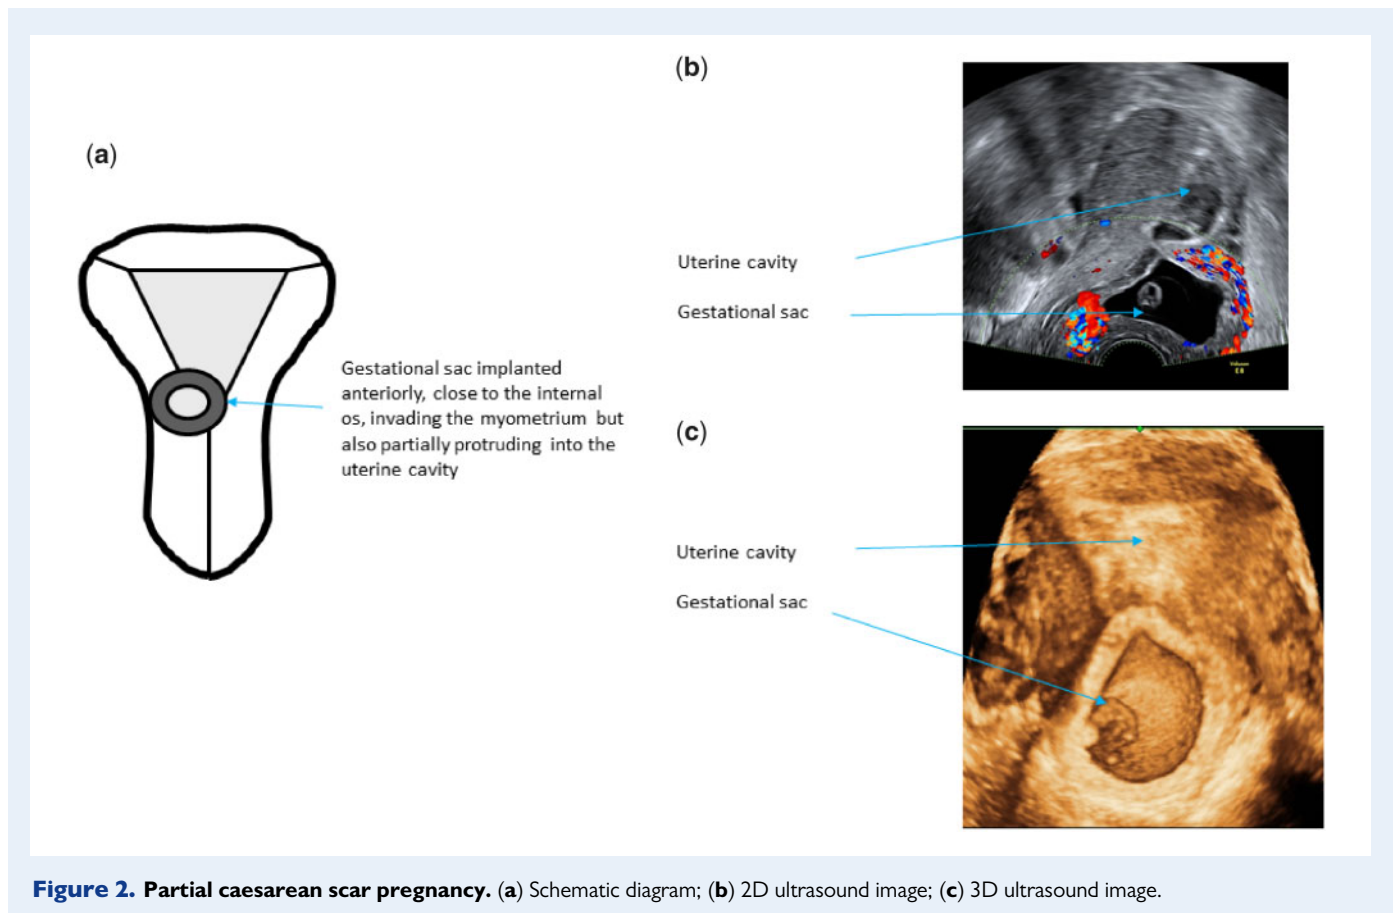 (a)
Gestational sac implanted
anteriorly, close to the internal
os, invading the myometrium but
also partially protruding into the
uterine cavity
(b)
Uterine cavity
Gestational sac
Volumen
(c)
Uterine cavity
Gestational sac
Figure 2. Partial caesarean scar pregnancy. (a) Schematic diagram; (b) 2D ultrasound image; (c) 3D ultrasound image.